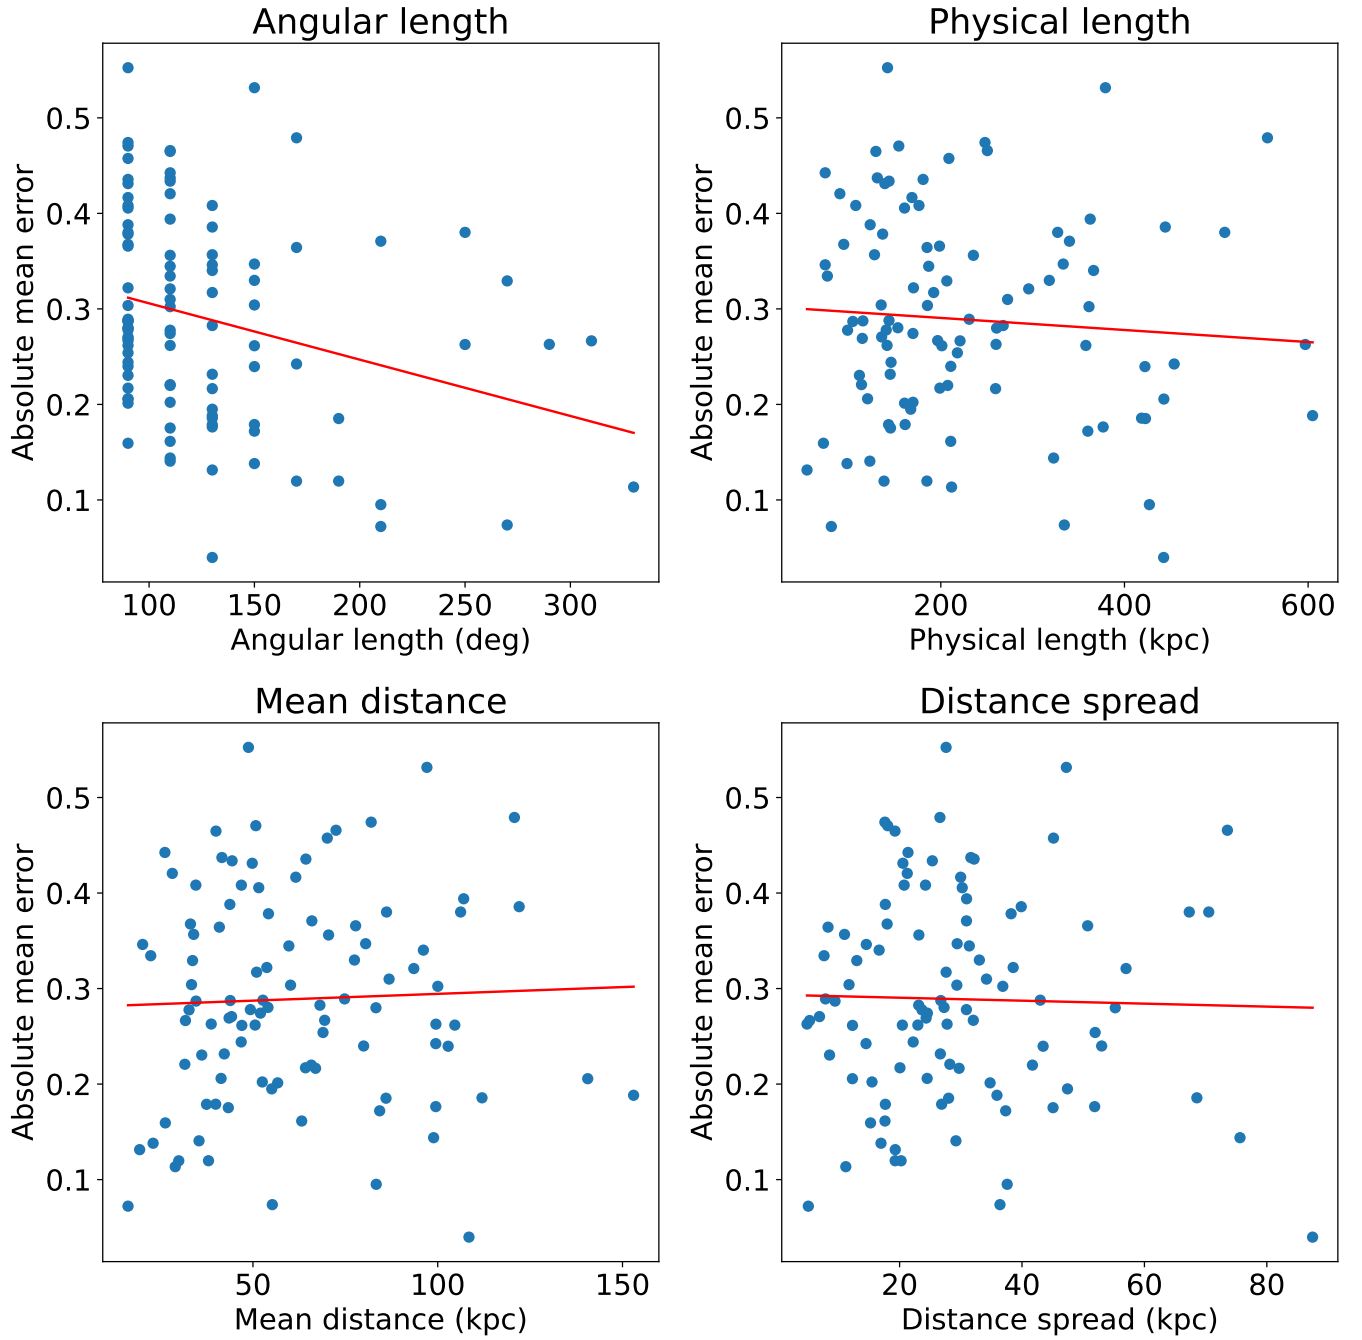 Angular length
Absolute mean error
0.5
0.4
0.3
0.2
0.1
100 150 200 250 300
Angular length (deg)
Physical length
Absolute mean error
0.5
0.4
0.3
0.2
0.1
200 400 600
Physical length (kpc)
Mean distance
Absolute mean error
0.5
0.4
0.3
0.2
0.1
50 100 150
Mean distance (kpc)
Distance spread
Absolute mean error
0.5
0.4
0.3
0.2
0.1
20 40 60 80
Distance spread (kpc)